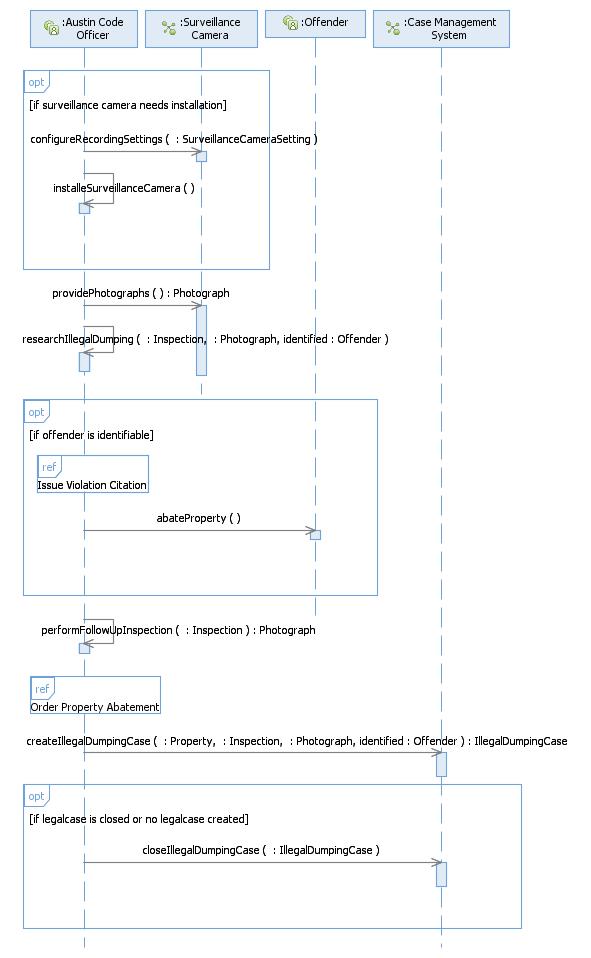 :Austin Code
Officer
:Surveillance
Camera
:Offender
:Case Management
System
opt
[if surveillance camera needs installation]
configureRecordingSettings (  : SurveillanceCameraSetting )
installeSurveillanceCamera ( )
providePhotographs ( ) : Photograph
researchIllegalDumping (  : Inspection,  : Photograph, identified : Offender )
opt
[if offender is identifiable]
ref
Issue Violation Citation
abateProperty ( )
performFollowUpInspection (  : Inspection ) : Photograph
ref
Order Property Abatement
createIllegalDumpingCase (  : Property,  : Inspection,  : Photograph, identified : Offender ) : IllegalDumpingCase
opt
[if legalcase is closed or no legalcase created]
closeIllegalDumpingCase (  : IllegalDumpingCase )